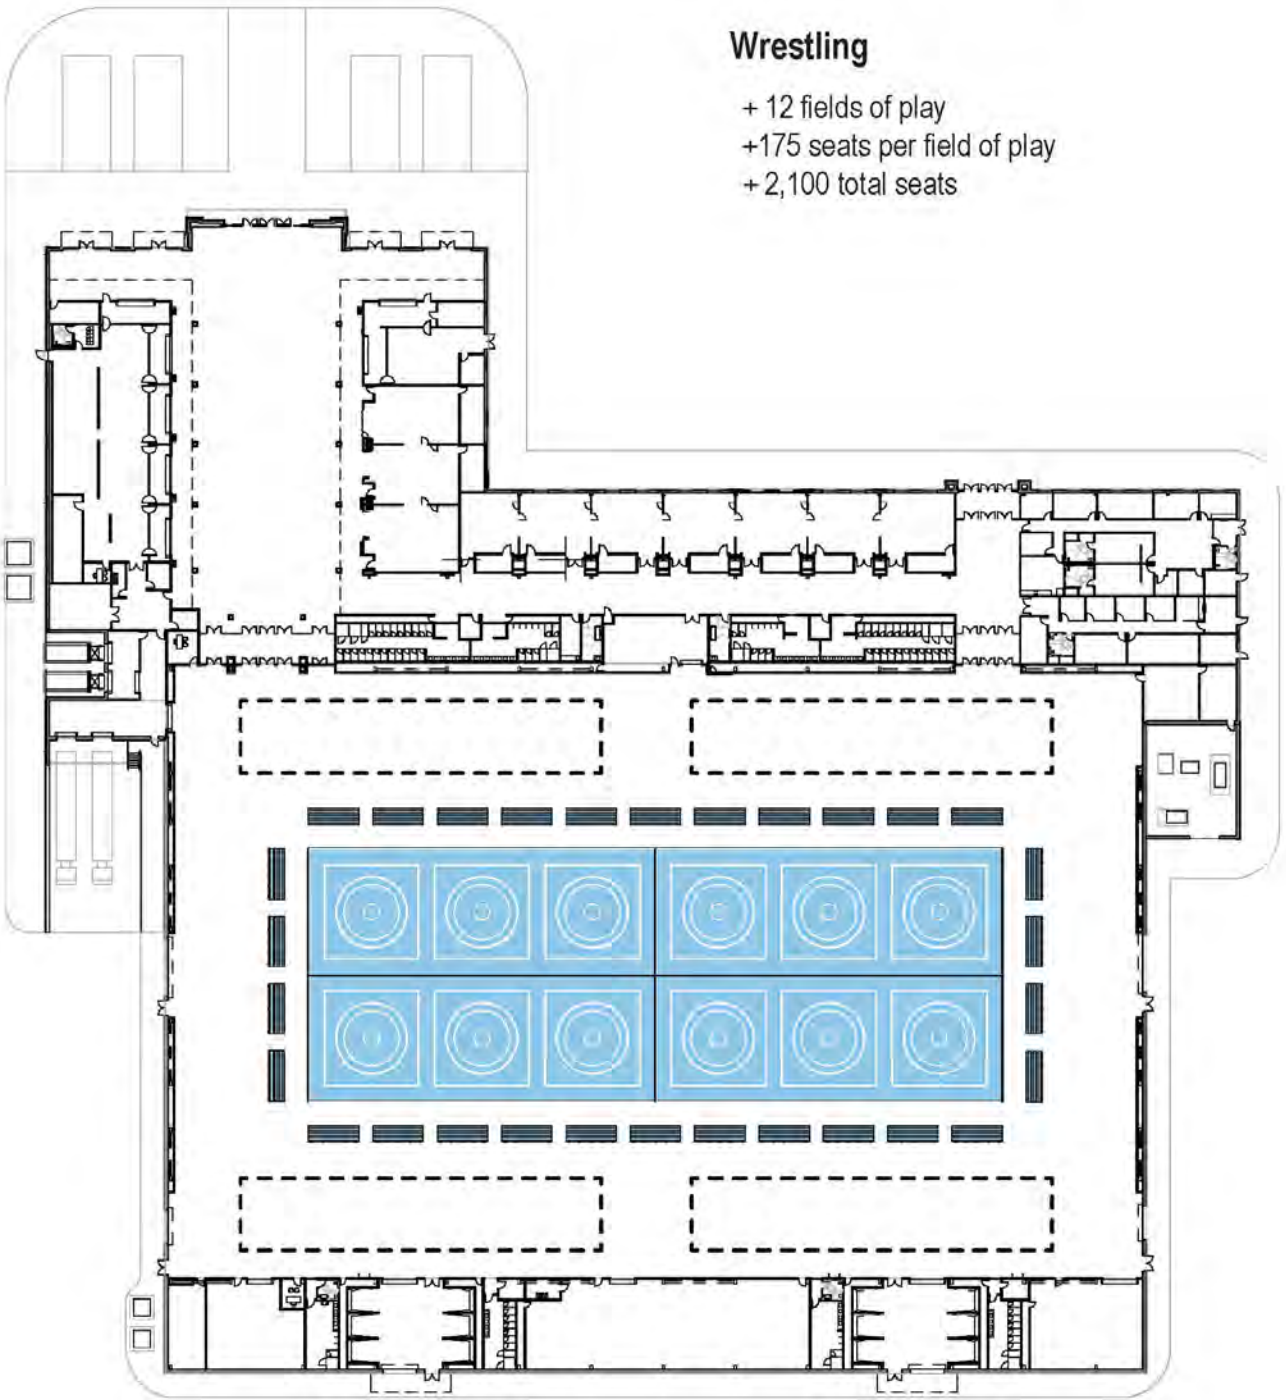 Wrestling
+ 12 fields of play
+175 seats per field of play
+ 2,100 total seats